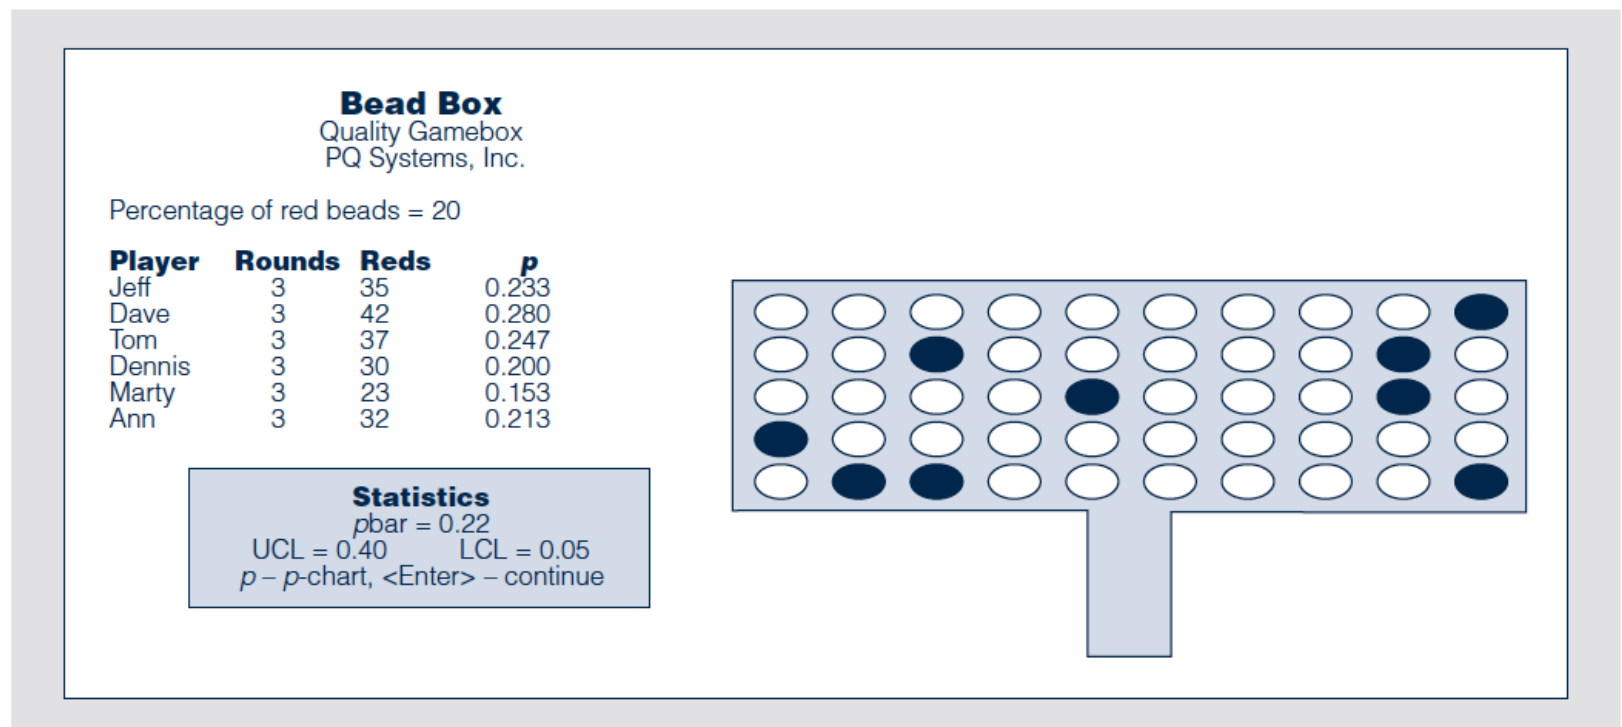 Bead Box
Quality Gamebox
PQ Systems, Inc.
Percentage of red beads = 20
Player Rounds Reds p
Jeff 3 35 0.233
Dave 3 42 0.280
Tom 3 37 0.247
Dennis 3 30 0.200
Marty 3 23 0.153
Ann 3 32 0.213
Statistics
pbar = 0.22
UCL = 0.40 LCL = 0.05
p – p-chart, <Enter> – continue